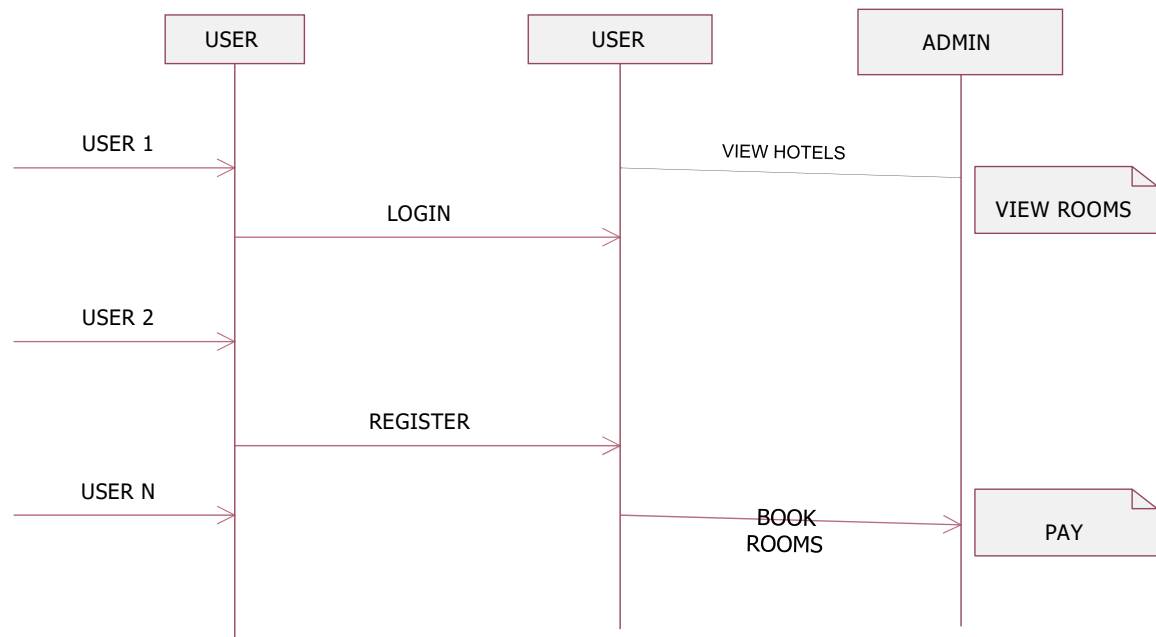 USER
USER
ADMIN
USER 1
VIEW HOTELS
VIEW ROOMS
LOGIN
USER 2
REGISTER
USER N
BOOK
ROOMS
PAY